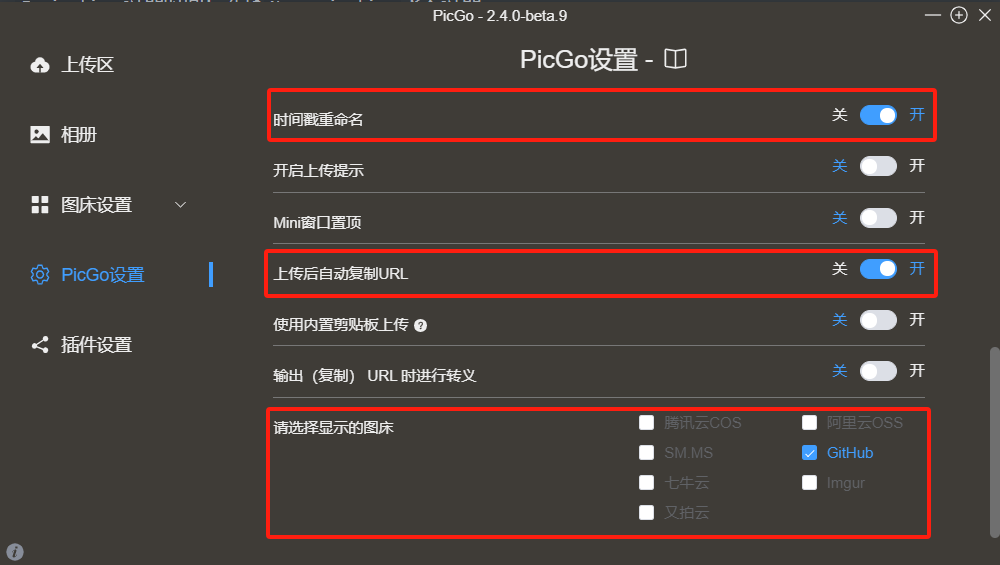 PicGo - 2.4.0-beta.9
上传区
相册
图床设置
PicGo设置
插件设置
PicGo设置 -
时间戳重命名 关 开
开启上传提示 关 开
Mini窗口置顶 关 开
上传后自动复制URL 关 开
使用内置剪贴板上传 ? 关 开
输出（复制） URL 时进行转义 关 开
请选择显示的图床
腾讯云COS 阿里云OSS
SM.MS GitHub
七牛云 Imgur
又拍云